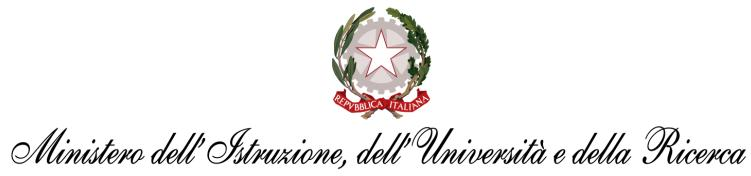 REPVBBLICA ITALIANA
Ministero dell'Istruzione, dell'Università e della Ricerca